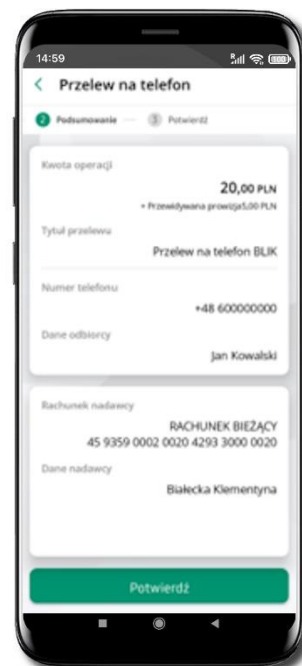 14:59
Przelew na telefon
2 Podsumowanie 3 Potwierdź
Kwota operacji
20,00 PLN
+ Przewidywana prowizja5,00 PLN
Tytuł przelewu
Przelew na telefon BLIK
Numer telefonu
+48 600000000
Dane odbiorcy
Jan Kowalski
Rachunek nadawcy
RACHUNEK BIEŻĄCY
45 9359 0002 0020 4293 3000 0020
Dane nadawcy
Białecka Klementyna
Potwierdź